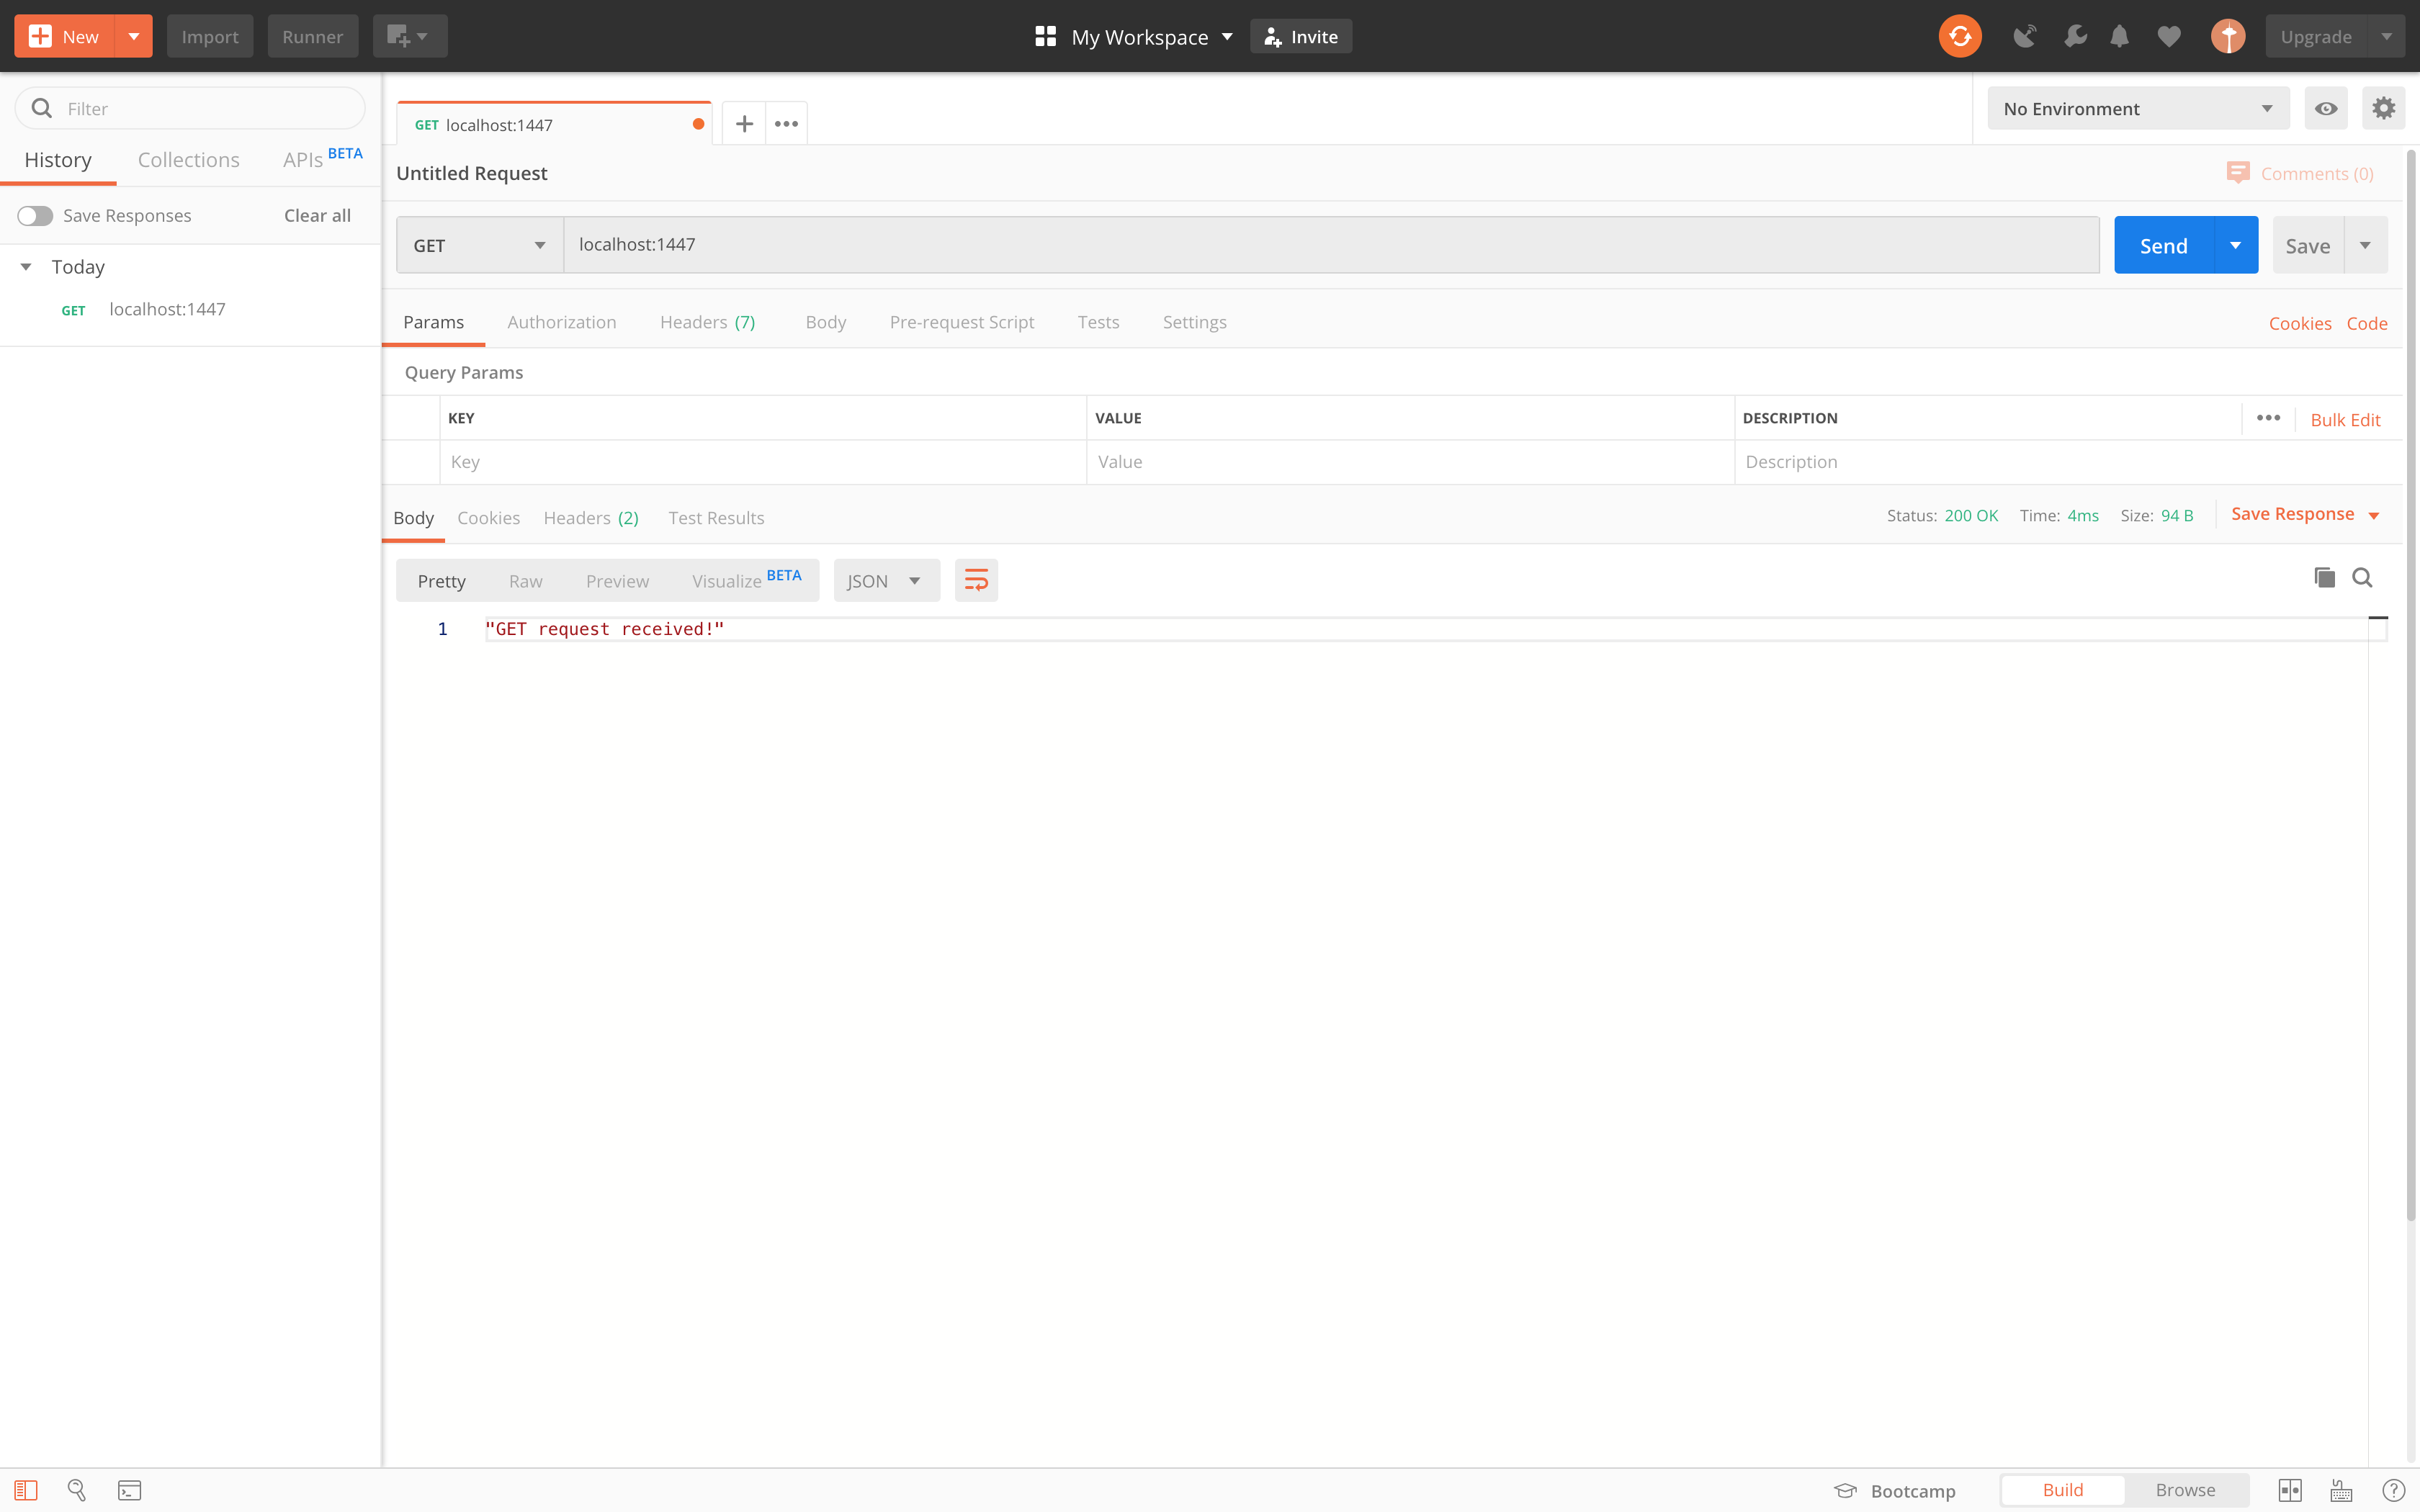 New Import Runner My Workspace Invite Upgrade
Filter
GET localhost:1447 No Environment
History Collections APIs BETA
Untitled Request Comments (0)
Save Responses Clear all
GET localhost:1447 Send Save
Today
GET localhost:1447
Params Authorization Headers (7) Body Pre-request Script Tests Settings Cookies Code
Query Params
KEY VALUE DESCRIPTION Bulk Edit
Key Value Description
Body Cookies Headers (2) Test Results Status: 200 OK Time: 4ms Size: 94 B Save Response
Pretty Raw Preview Visualize BETA JSON
1 "GET request received!"
Bootcamp Build Browse